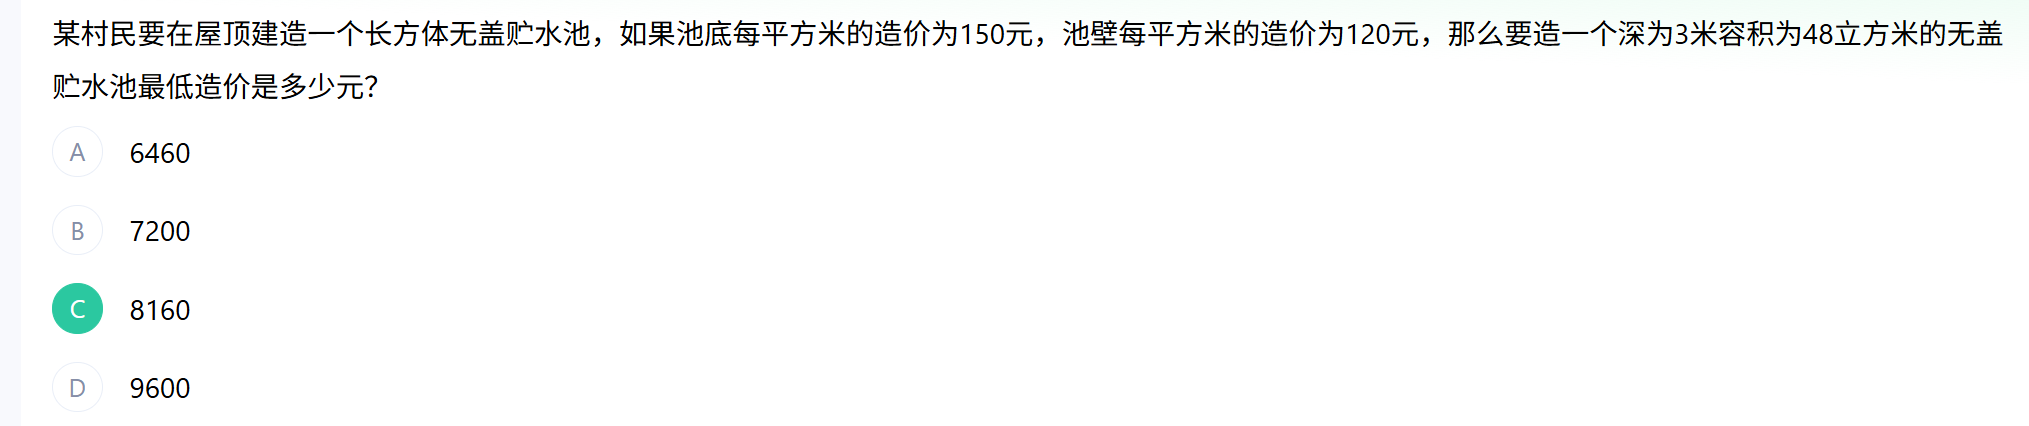 某村民要在屋顶建造一个长方体无盖贮水池，如果池底每平方米的造价为150元，池壁每平方米的造价为120元，那么要造一个深为3米容积为48立方米的无盖
贮水池最低造价是多少元？
A 6460
B 7200
C 8160
D 9600